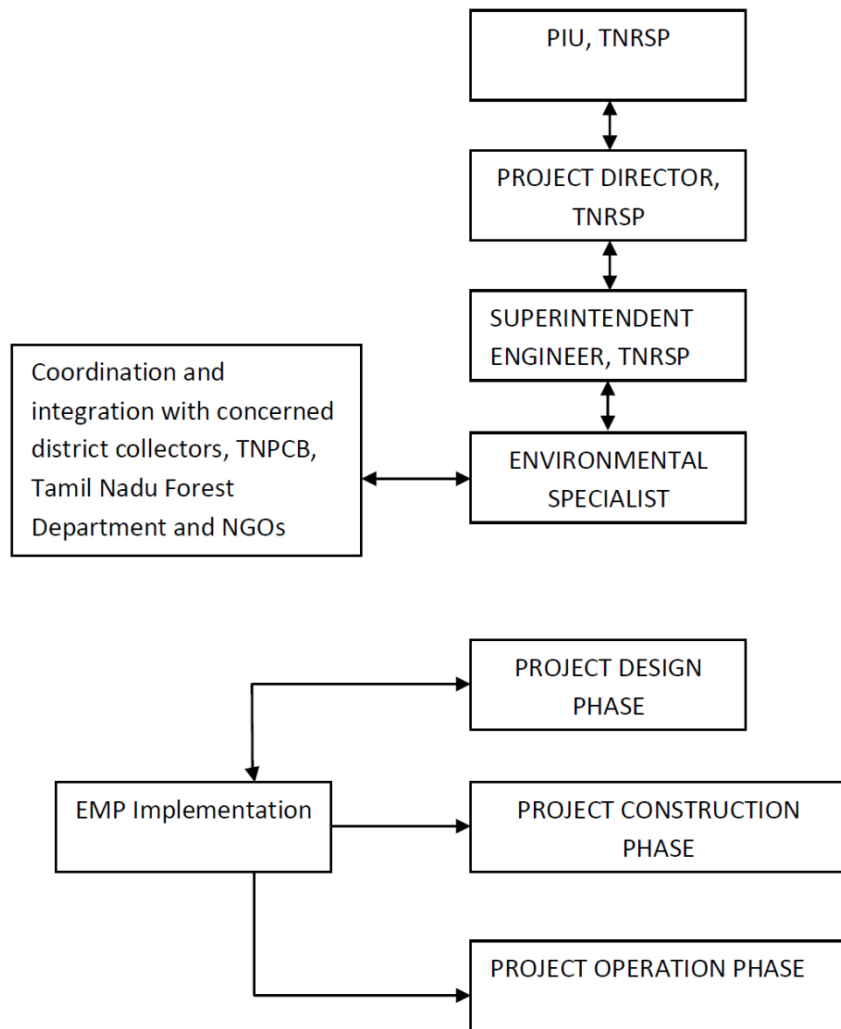 PIU, TNRSP
PROJECT DIRECTOR,
TNRSP
SUPERINTENDENT
ENGINEER, TNRSP
Coordination and
integration with concerned
district collectors, TNPCB,
Tamil Nadu Forest
Department and NGOs
ENVIRONMENTAL
SPECIALIST
PROJECT DESIGN
PHASE
EMP Implementation
PROJECT CONSTRUCTION
PHASE
PROJECT OPERATION PHASE